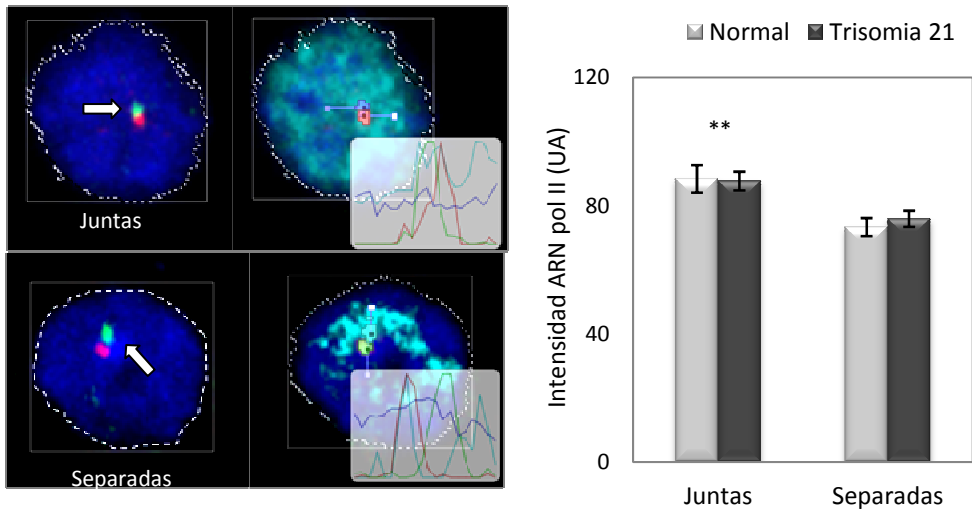 Juntas
Separadas
Normal Trisomia 21
Intensidad ARN pol II (UA)
120
80
40
0
**
Juntas Separadas